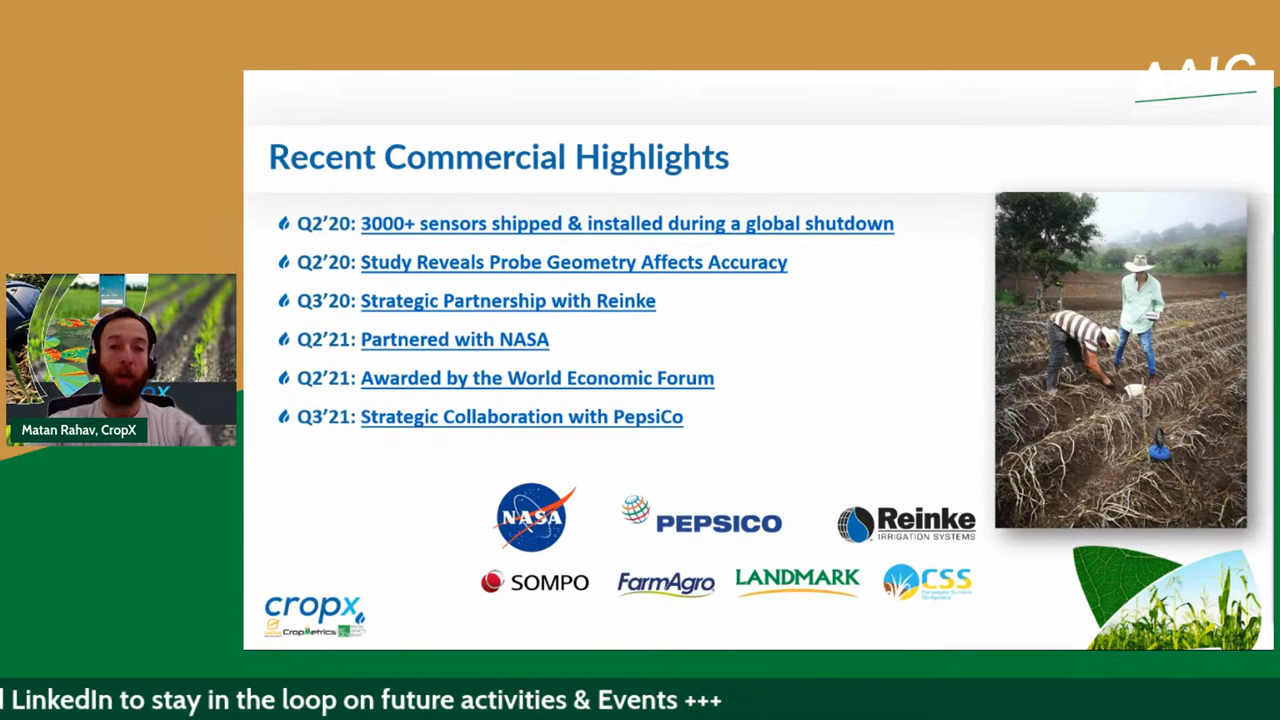 AAIC
Recent Commercial Highlights
Q2’20: 3000+ sensors shipped & installed during a global shutdown
Q2’20: Study Reveals Probe Geometry Affects Accuracy
Q3’20: Strategic Partnership with Reinke
Q2’21: Partnered with NASA
Q2’21: Awarded by the World Economic Forum
Q3’21: Strategic Collaboration with PepsiCo
Matan Rahav, CropX
NASA
PEPSICO
Reinke
IRRIGATION SYSTEMS
SOMPO
FarmAgro
LANDMARK
CSS
cropx
CropMetrics
LinkedIn to stay in the loop on future activities & Events +++